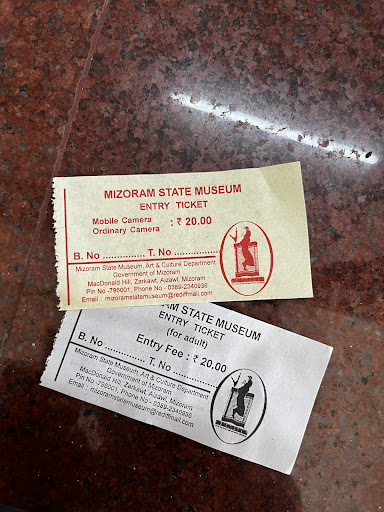 MIZORAM STATE MUSEUM
ENTRY TICKET
Mobile Camera
Ordinary Camera : ₹ 20.00
B. No ............... T. No ...............
Mizoram State Museum, Art & Culture Department
Government of Mizoram
MacDonald Hill, Zarkawt, Aizawl, Mizoram
Pin No -796001, Phone No - 0389-2340936
Email : mizoramstatemuseum@rediffmail.com
AM STATE MUSEUM
ENTRY TICKET
(for adult)
Entry Fee : ₹ 20.00
B. No ............... T. No ...............
Mizoram State Museum, Art & Culture Department
Government of Mizoram
MacDonald Hill, Zarkawt, Aizawl, Mizoram
Pin No -796001, Phone No - 0389-2340936
Email : mizoramstatemuseum@rediffmail.com